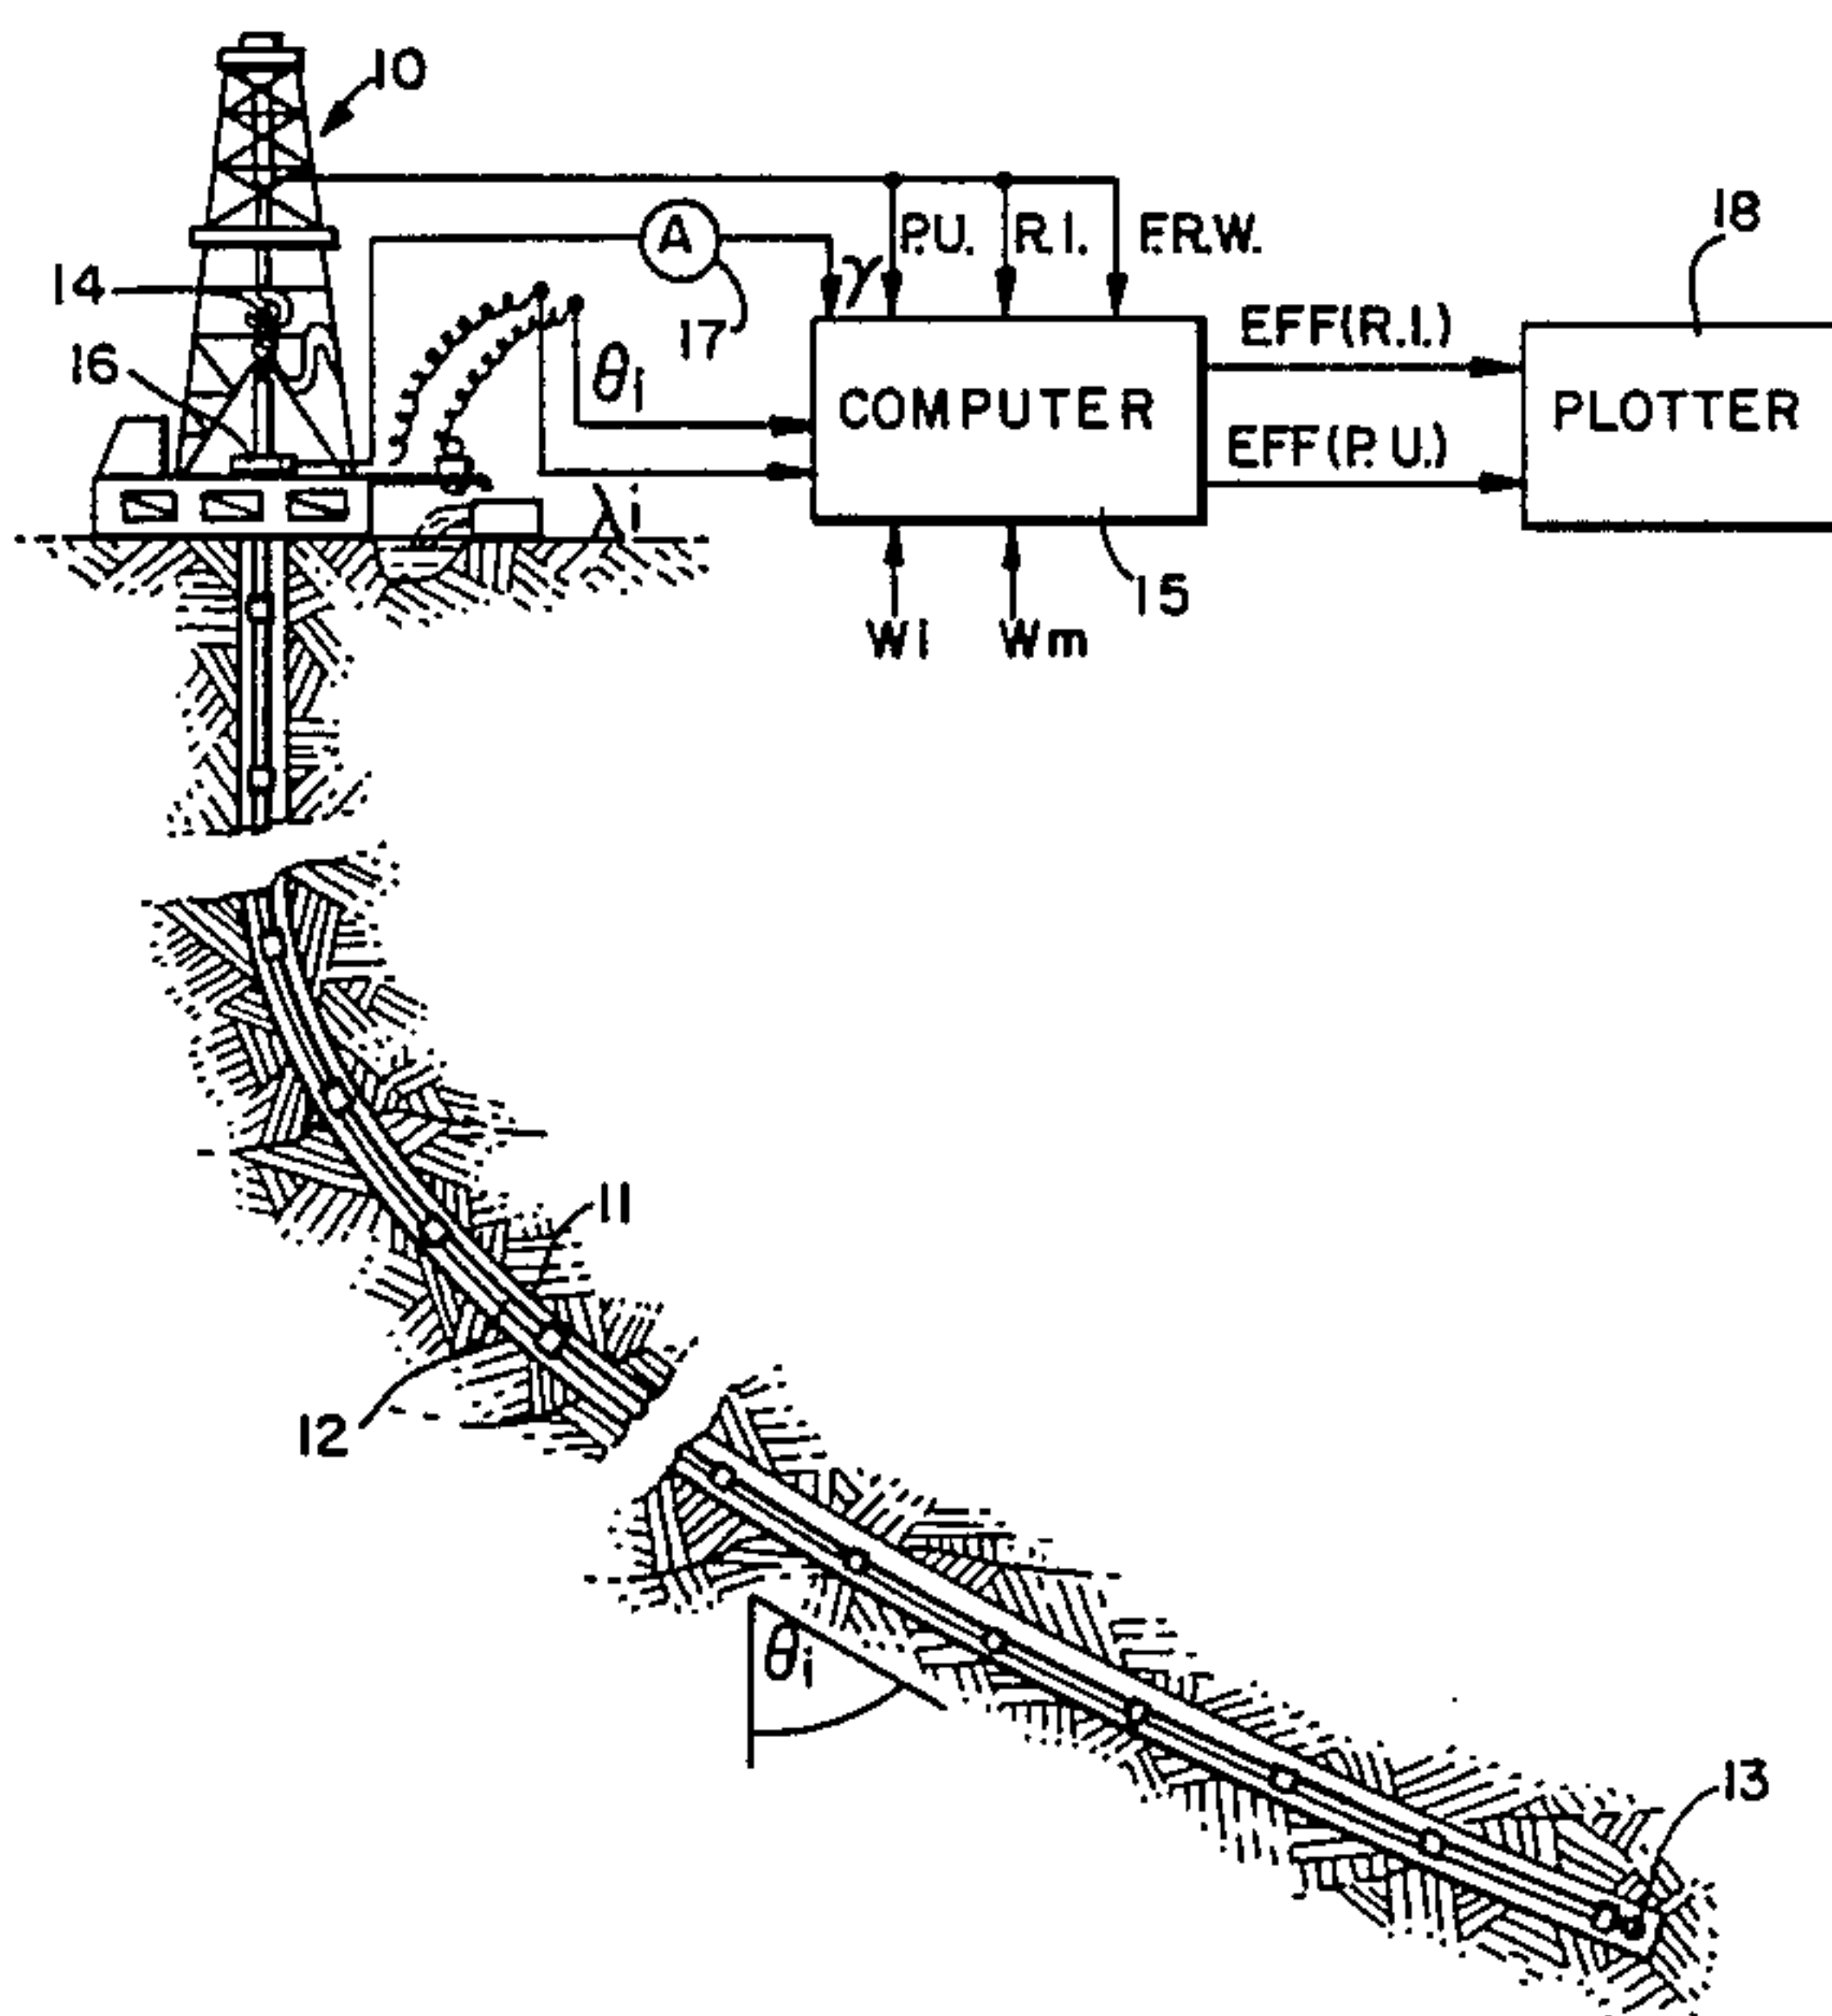 10
18
A
γ
P.U.
R.I.
F.R.W.
14
17
16
θi
EFF(R.I.)
COMPUTER
PLOTTER
EFF(P.U.)
λi
15
Wi
Wm
11
12
θi
13